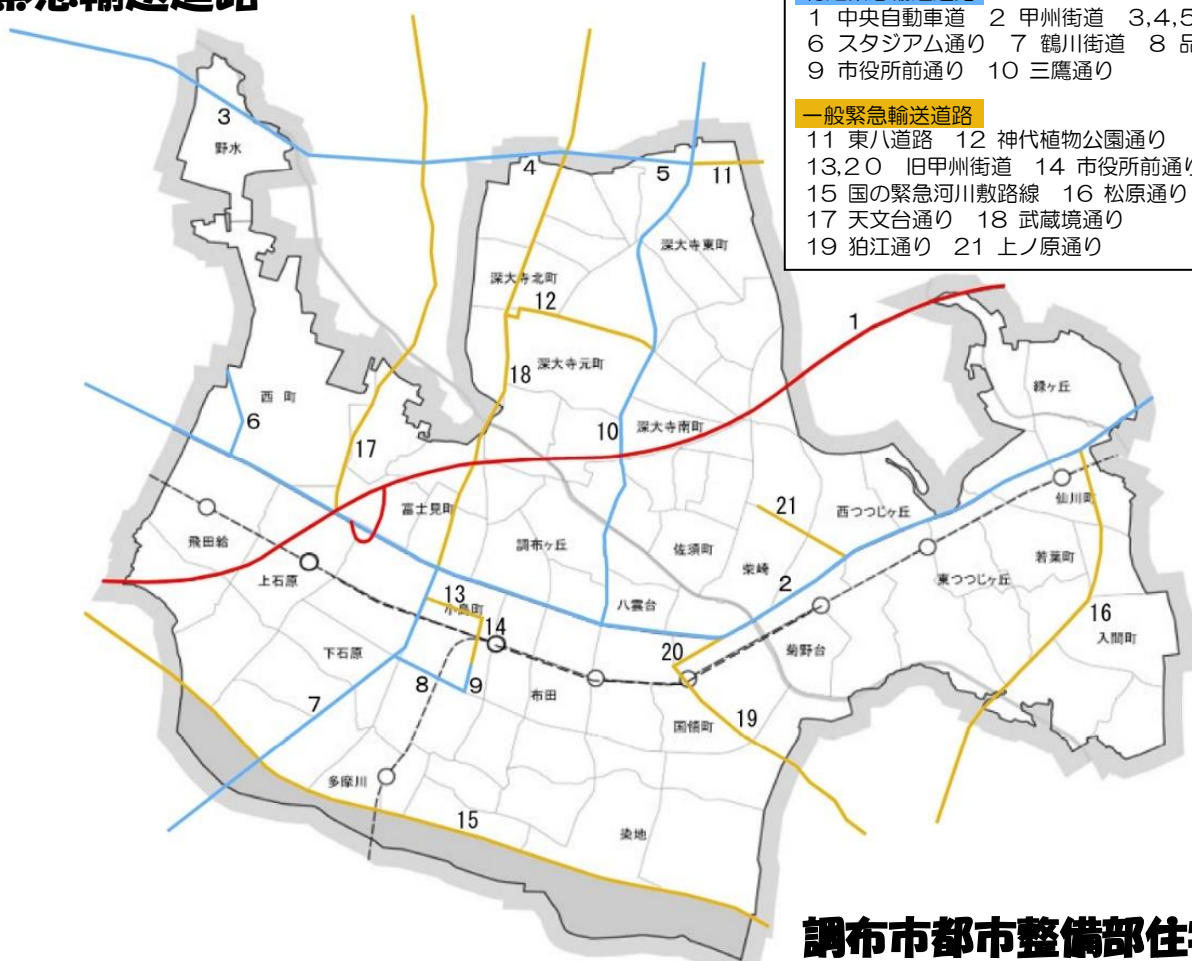 緊急輸送道路
1 中央自動車道 2 甲州街道 3,4,5
6 スタジアム通り 7 鶴川街道 8 品
9 市役所前通り 10 三鷹通り
一般緊急輸送道路
11 東八道路 12 神代植物公園通り
13,20 旧甲州街道 14 市役所前通り
15 国の緊急河川敷路線 16 松原通り
17 天文台通り 18 武蔵境通り
19 狛江通り 21 上ノ原通り
3
野水
4
5
11
深大寺東町
深大寺北町
12
1
深大寺元町
18
緑ヶ丘
西町
6
10
深大寺南町
17
富士見町
21
西つつじヶ丘
仙川町
飛田給
調布ヶ丘
佐須町
柴崎
若葉町
上石原
2
東つつじヶ丘
13
小島町
八雲台
16
14
入間町
下石原
20
菊野台
8
9
布田
7
国領町
19
多摩川
15
染地
調布市都市整備部住